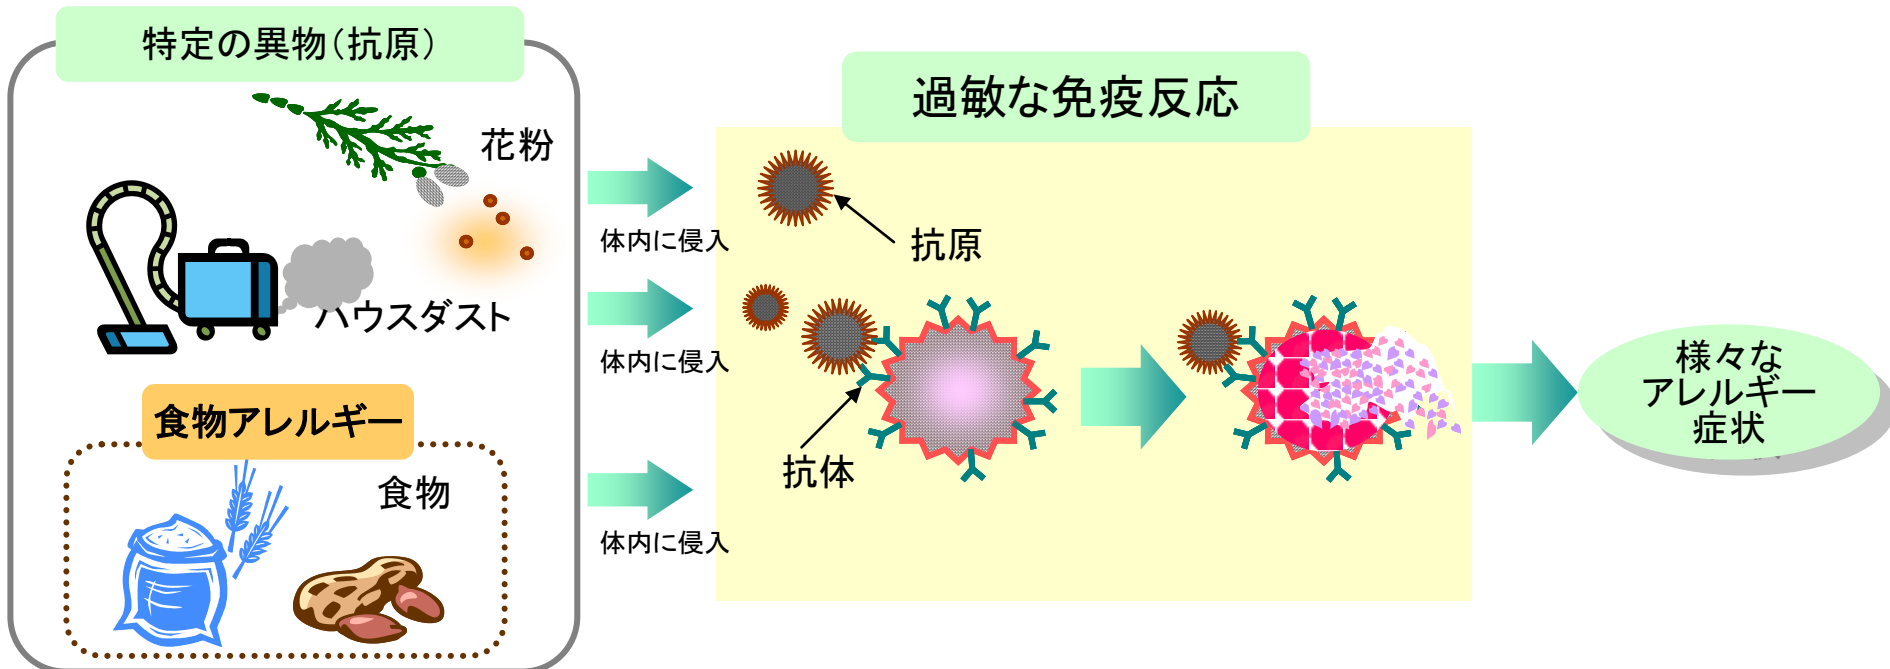 特定の異物（抗原）
花粉
ハウスダスト
食物アレルギー
食物
体内に侵入
体内に侵入
体内に侵入
過敏な免疫反応
抗原
抗体
様々な
アレルギー
症状